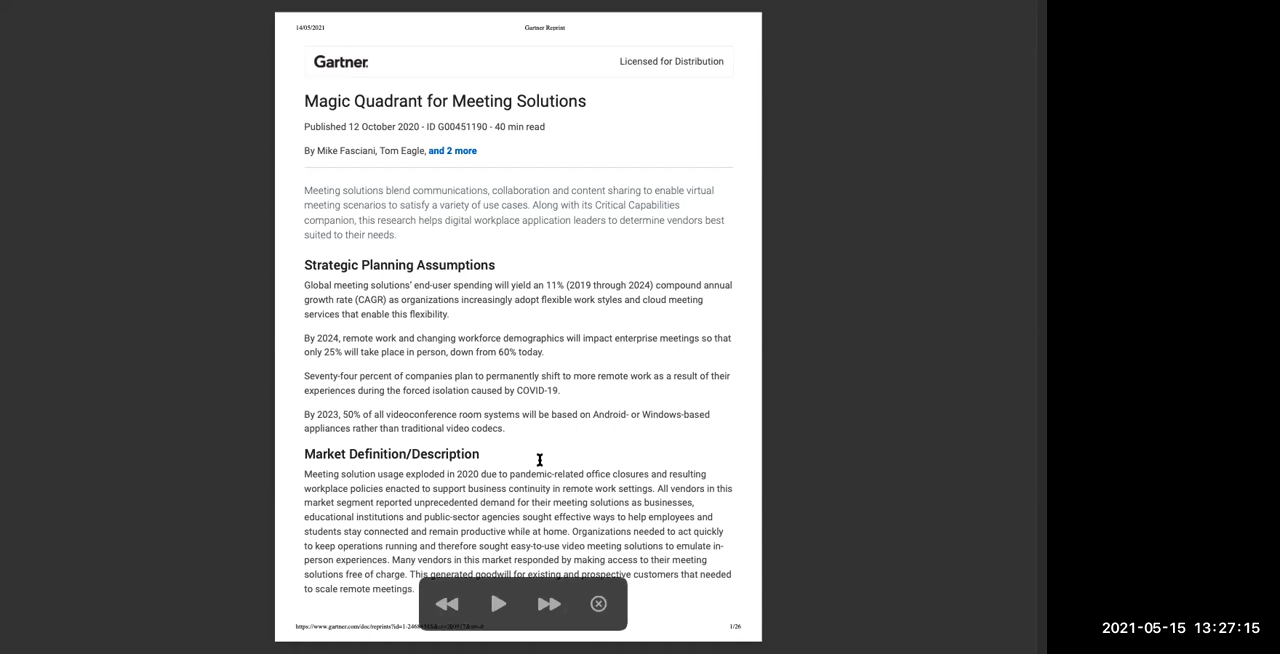 14/05/2021
Gartner Reprint
Gartner
Licensed for Distribution
Magic Quadrant for Meeting Solutions
Published 12 October 2020 - ID G00451190 - 40 min read
By Mike Fasciani, Tom Eagle, and 2 more
Meeting solutions blend communications, collaboration and content sharing to enable virtual
meeting scenarios to satisfy a variety of use cases. Along with its Critical Capabilities
companion, this research helps digital workplace application leaders to determine vendors best
suited to their needs.
Strategic Planning Assumptions
Global meeting solutions’ end-user spending will yield an 11% (2019 through 2024) compound annual
growth rate (CAGR) as organizations increasingly adopt flexible work styles and cloud meeting
services that enable this flexibility.
By 2024, remote work and changing workforce demographics will impact enterprise meetings so that
only 25% will take place in person, down from 60% today.
Seventy-four percent of companies plan to permanently shift to more remote work as a result of their
experiences during the forced isolation caused by COVID-19.
By 2023, 50% of all videoconference room systems will be based on Android- or Windows-based
appliances rather than traditional video codecs.
Market Definition/Description
Meeting solution usage exploded in 2020 due to pandemic-related office closures and resulting
workplace policies enacted to support business continuity in remote work settings. All vendors in this
market segment reported unprecedented demand for their meeting solutions as businesses,
educational institutions and public-sector agencies sought effective ways to help employees and
students stay connected and remain productive while at home. Organizations needed to act quickly
to keep operations running and therefore sought easy-to-use video meeting solutions to emulate in-
person experiences. Many vendors in this market responded by making access to their meeting
solutions free of charge. This generated goodwill for existing and prospective customers that needed
to scale remote meetings.
https://www.gartner.com/doc/reprints?id=1-246
1/26
2021-05-15 13:27:15